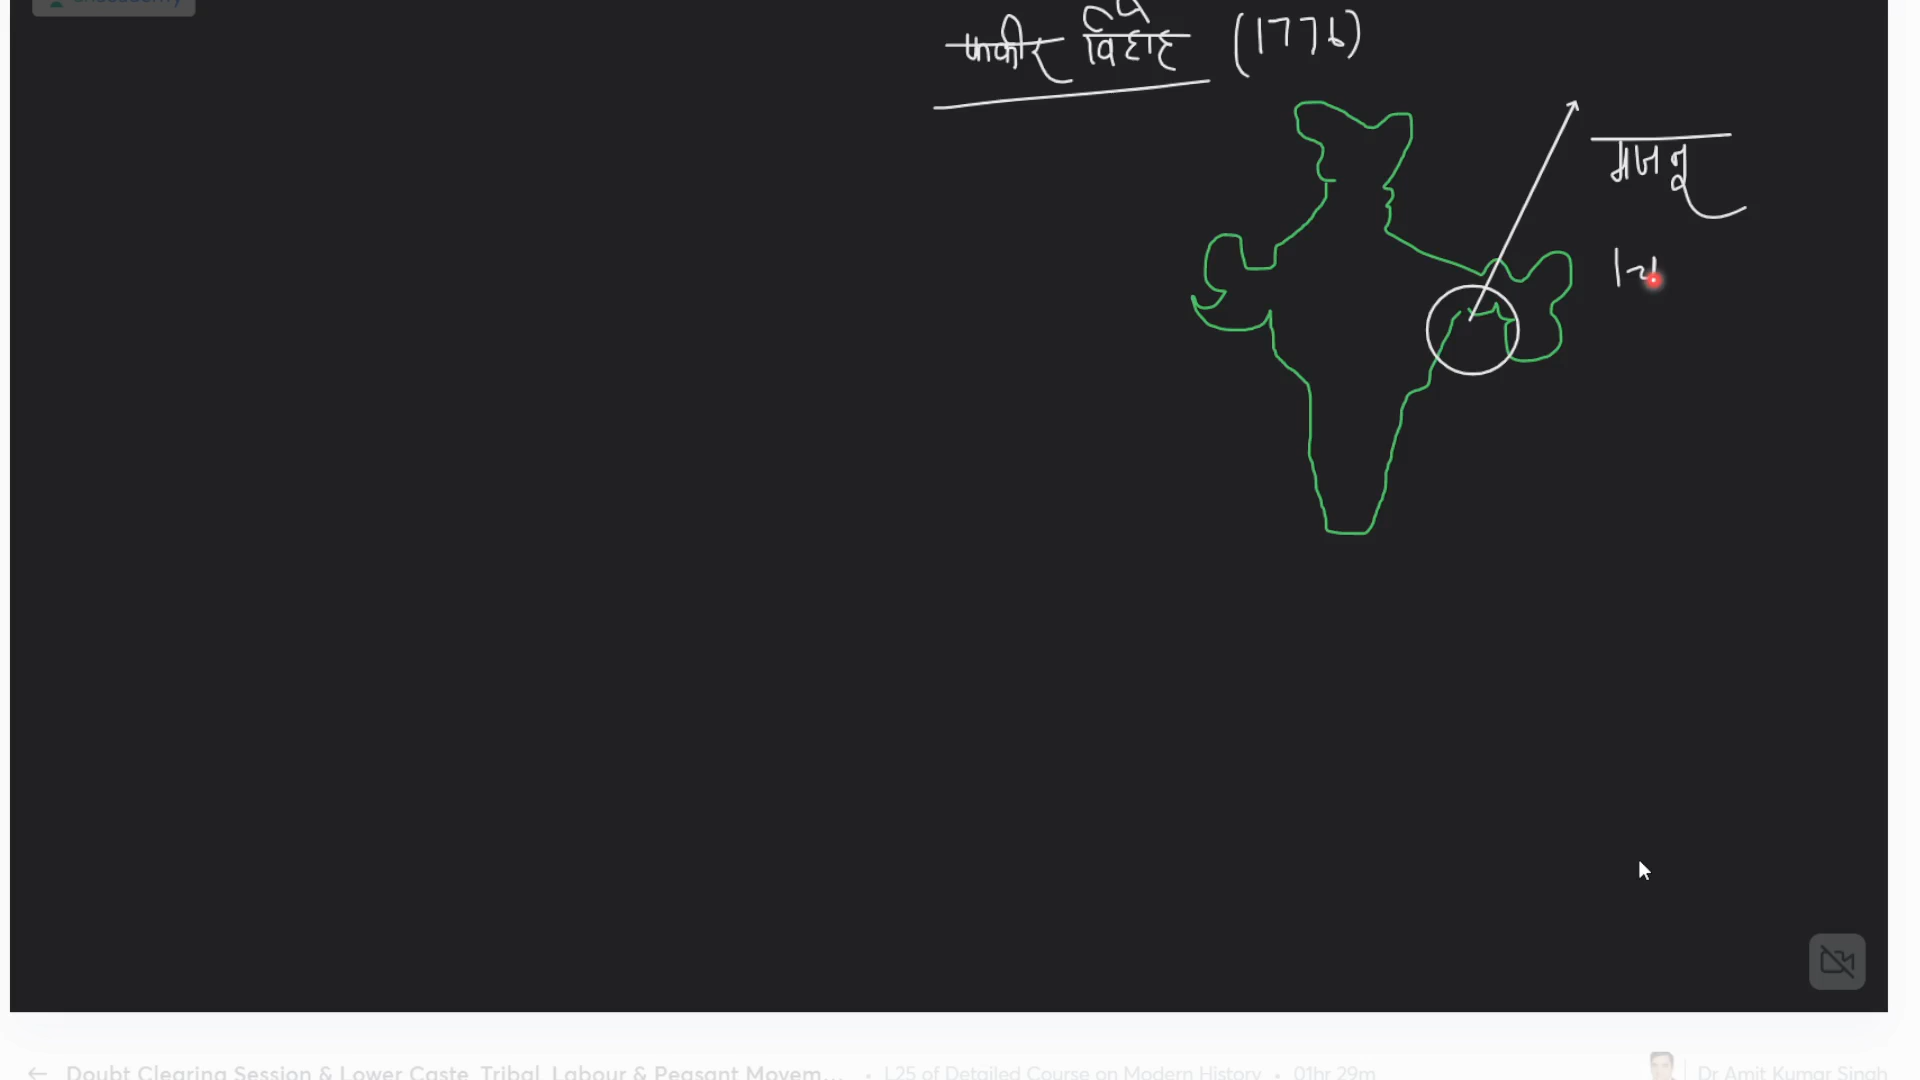 फकीर विद्रोह (1776)
मजनू
Doubt Clearing Session & Lower Caste, Tribal, Labour & Peasant Movem... • L25 of Detailed Course on Modern History • 01hr 29m
Dr Amit Kumar Singh